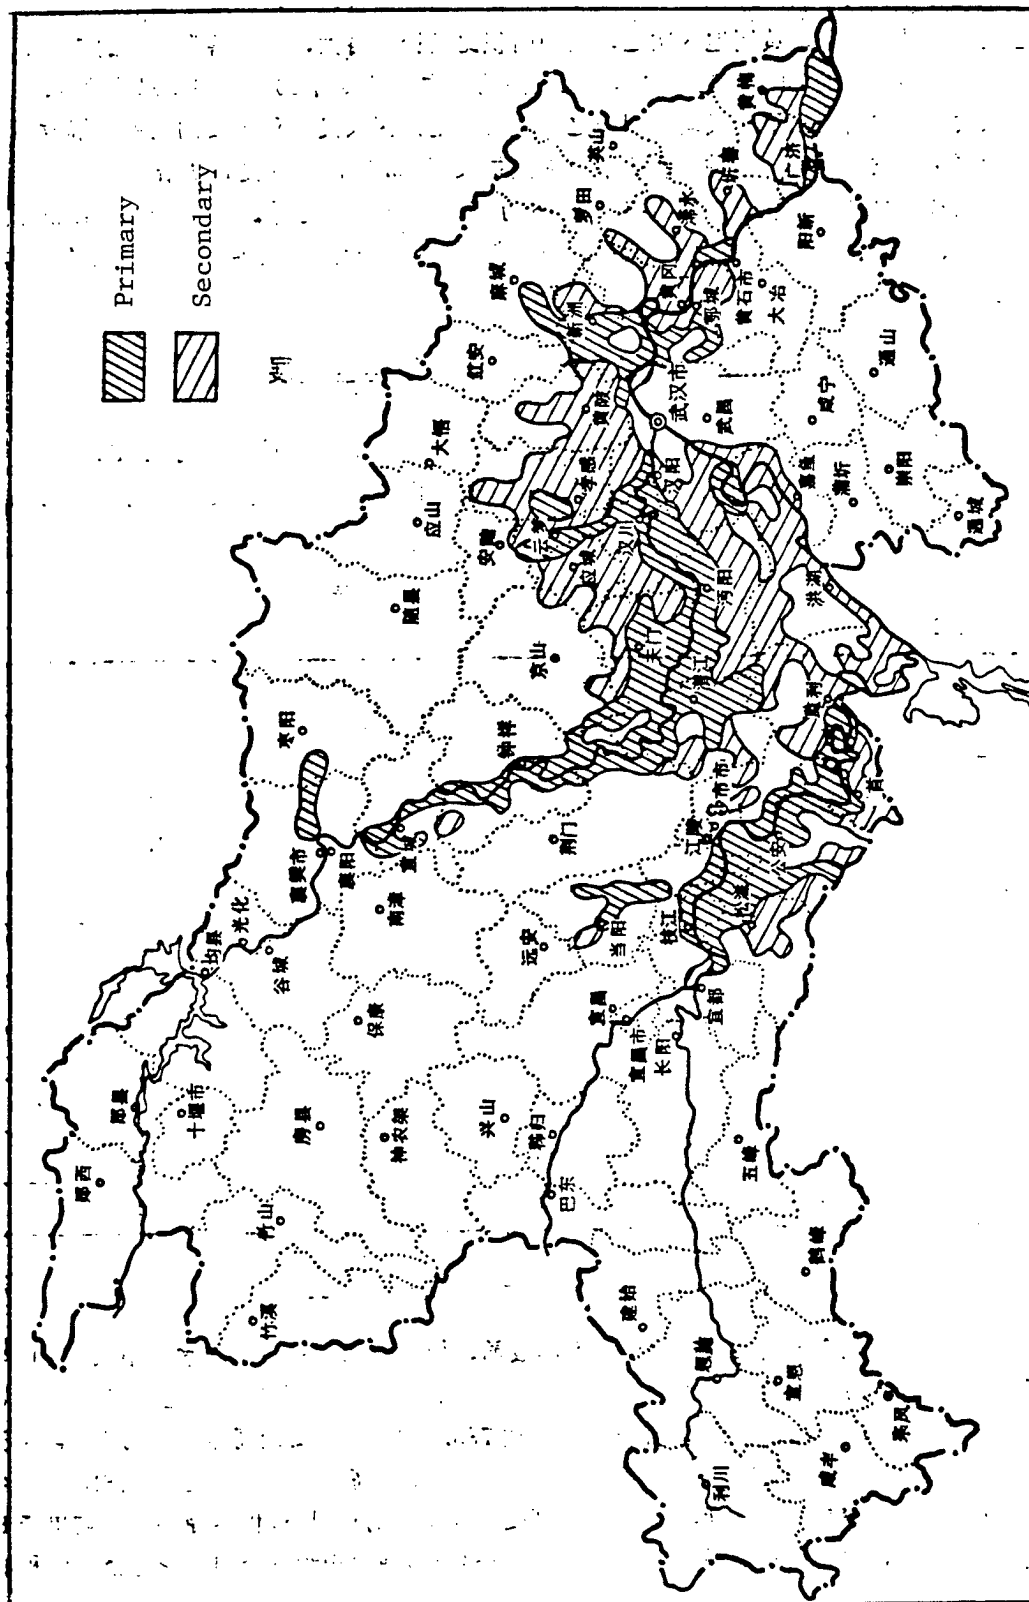 Primary
Secondary
郧西
郧县
十堰市
均县
光化
谷城
竹溪
竹山
房县
神农架
保康
南漳
襄樊市
襄阳
枣阳
宜城
随县
应山
大悟
红安
麻城
罗田
英山
安陆
云梦
孝感
黄陂
新洲
黄冈
浠水
蕲春
广济
黄梅
京山
钟祥
荆门
应城
汉川
汉阳
武汉市
武昌
鄂城
黄石市
大冶
阳新
天门
潜江
沔阳
洪湖
监利
嘉鱼
蒲圻
咸宁
通山
崇阳
通城
兴山
秭归
巴东
远安
当阳
宜昌
宜昌市
长阳
宜都
枝江
江陵
沙市市
松滋
公安
石首
五峰
鹤峰
建始
恩施
利川
宣恩
咸丰
来凤